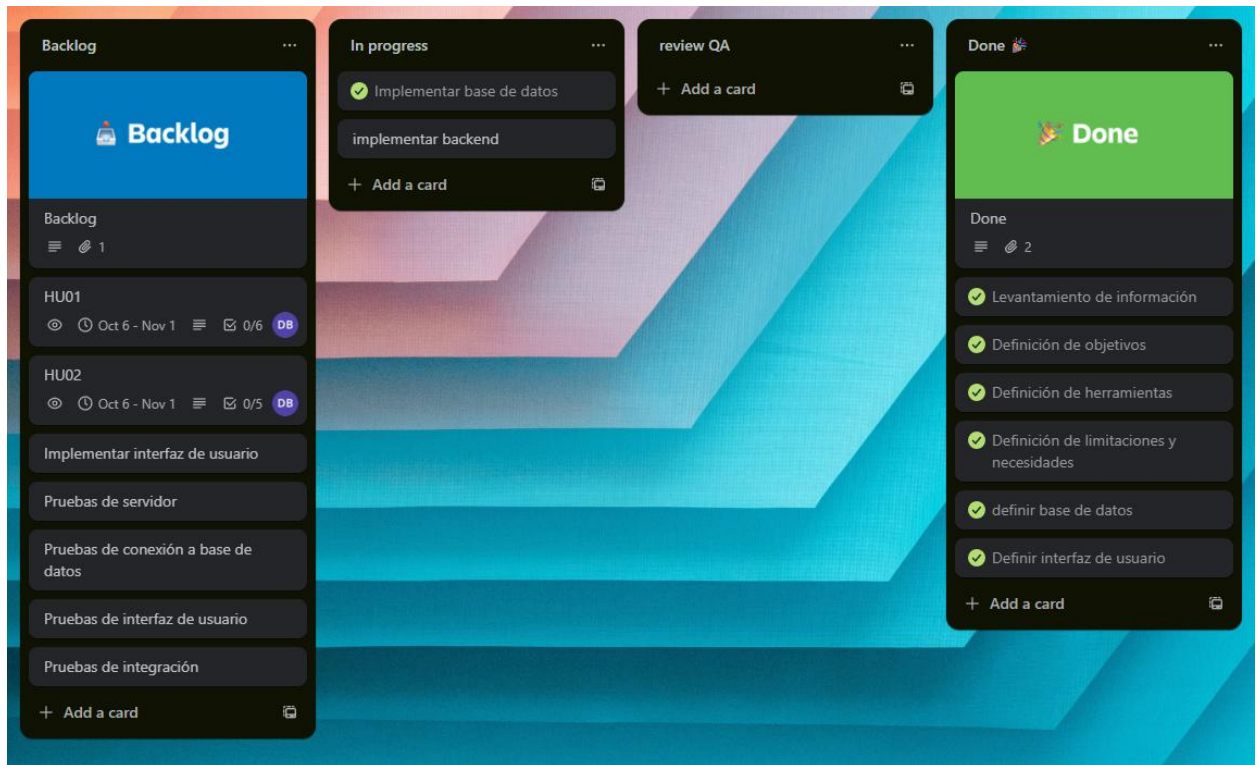 Backlog
Backlog
Backlog
1
HU01
Oct 6 - Nov 1 0/6 DB
HU02
Oct 6 - Nov 1 0/5 DB
Implementar interfaz de usuario
Pruebas de servidor
Pruebas de conexión a base de
datos
Pruebas de interfaz de usuario
Pruebas de integración
+ Add a card
In progress
Implementar base de datos
implementar backend
+ Add a card
review QA
+ Add a card
Done 🎉
🎉 Done
Done
2
Levantamiento de información
Definición de objetivos
Definición de herramientas
Definición de limitaciones y
necesidades
definir base de datos
Definir interfaz de usuario
+ Add a card